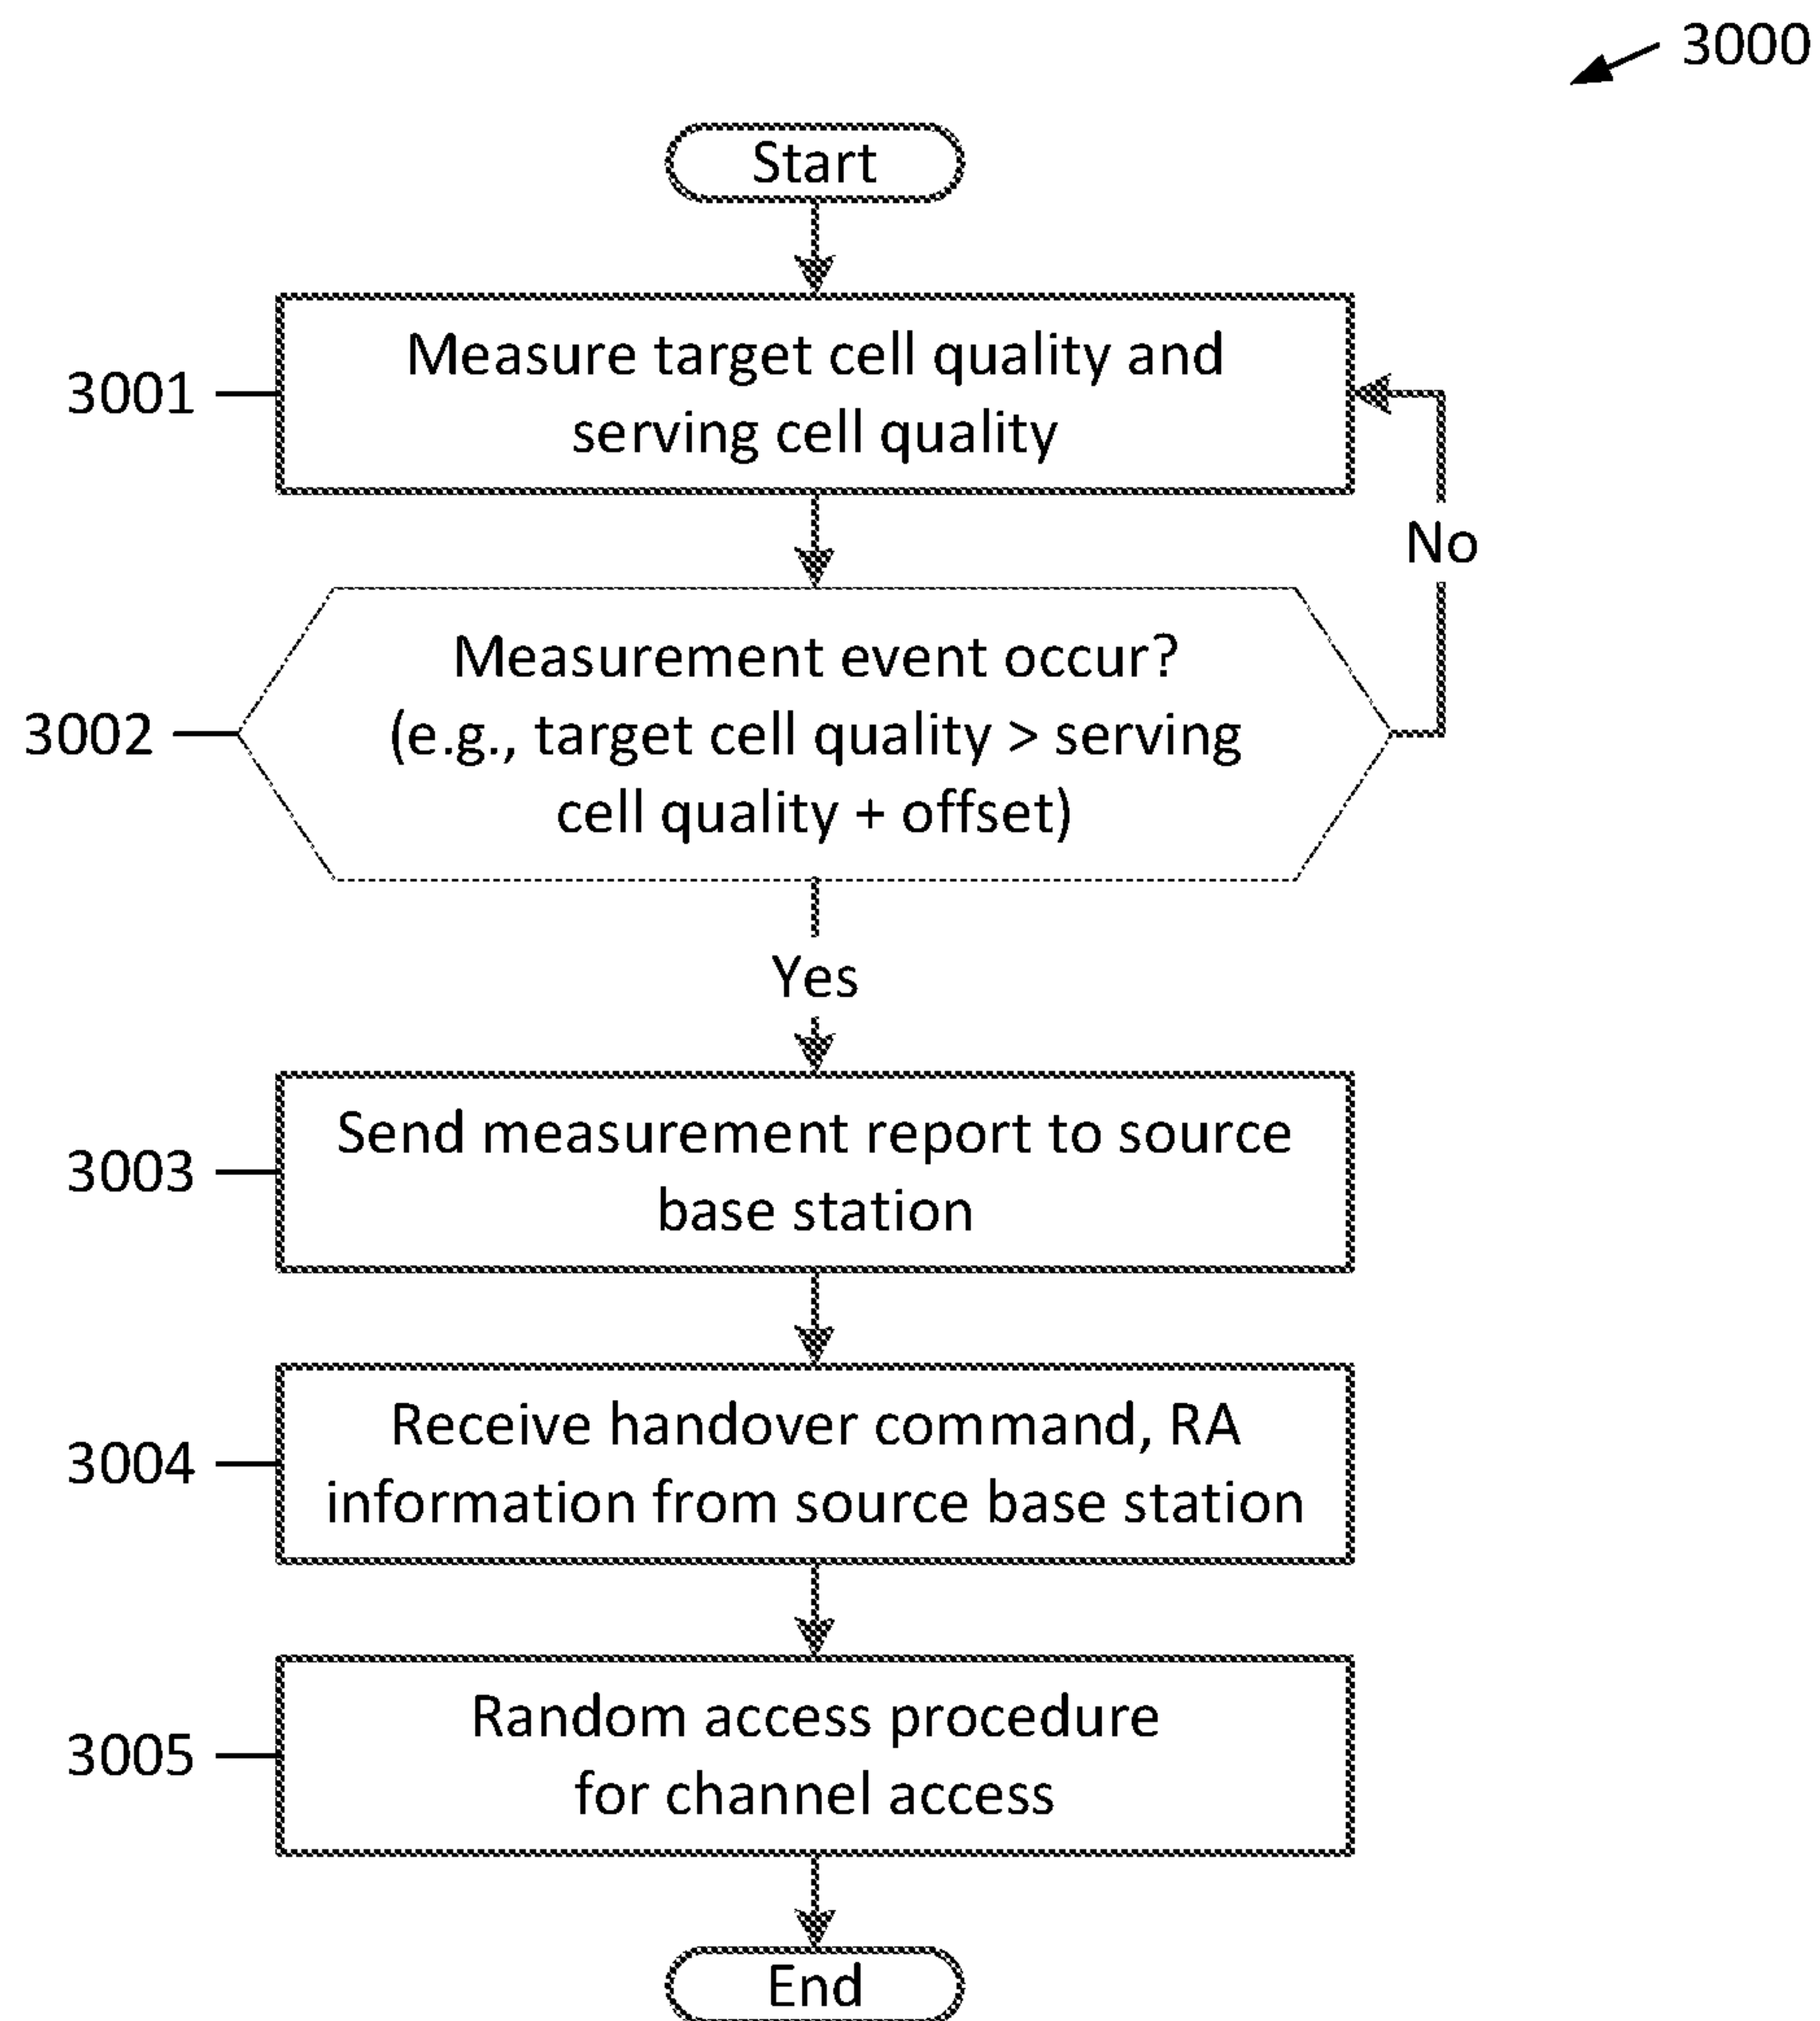 3000
Start
3001
Measure target cell quality and
serving cell quality
No
3002
Measurement event occur?
(e.g., target cell quality > serving
cell quality + offset)
Yes
3003
Send measurement report to source
base station
3004
Receive handover command, RA
information from source base station
3005
Random access procedure
for channel access
End